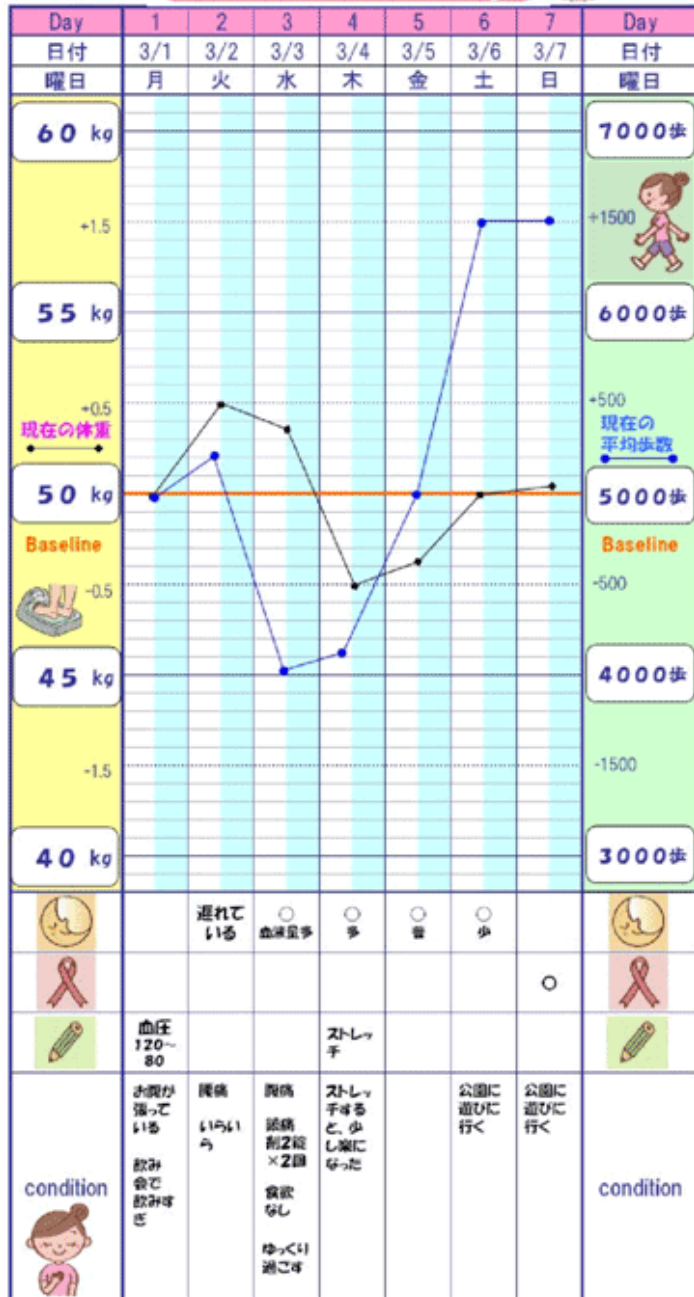 Day 1 2 3 4 5 6 7 Day
日付 3/1 3/2 3/3 3/4 3/5 3/6 3/7 日付
曜日 月 火 水 木 金 土 日 曜日
60 kg 7000歩
+1.5 +1500
55 kg 6000歩
+0.5 +500
現在の体重
現在の
平均歩数
50 kg 5000歩
Baseline Baseline
-0.5 -500
45 kg 4000歩
-1.5 -1500
40 kg 3000歩
遅れて
いる
○
血液量多
○
多
○
普
○
少
○
血圧
120~
80
ストレッ
チ
condition
お腹が
張って
いる
飲み
会で
飲みす
ぎ
腰痛
いらい
ら
腹痛
頭痛
剤2錠
×2回
食欲
なし
ゆっくり
過ごす
ストレッ
チする
と、少
し楽に
なった
公園に
遊びに
行く
公園に
遊びに
行く
condition